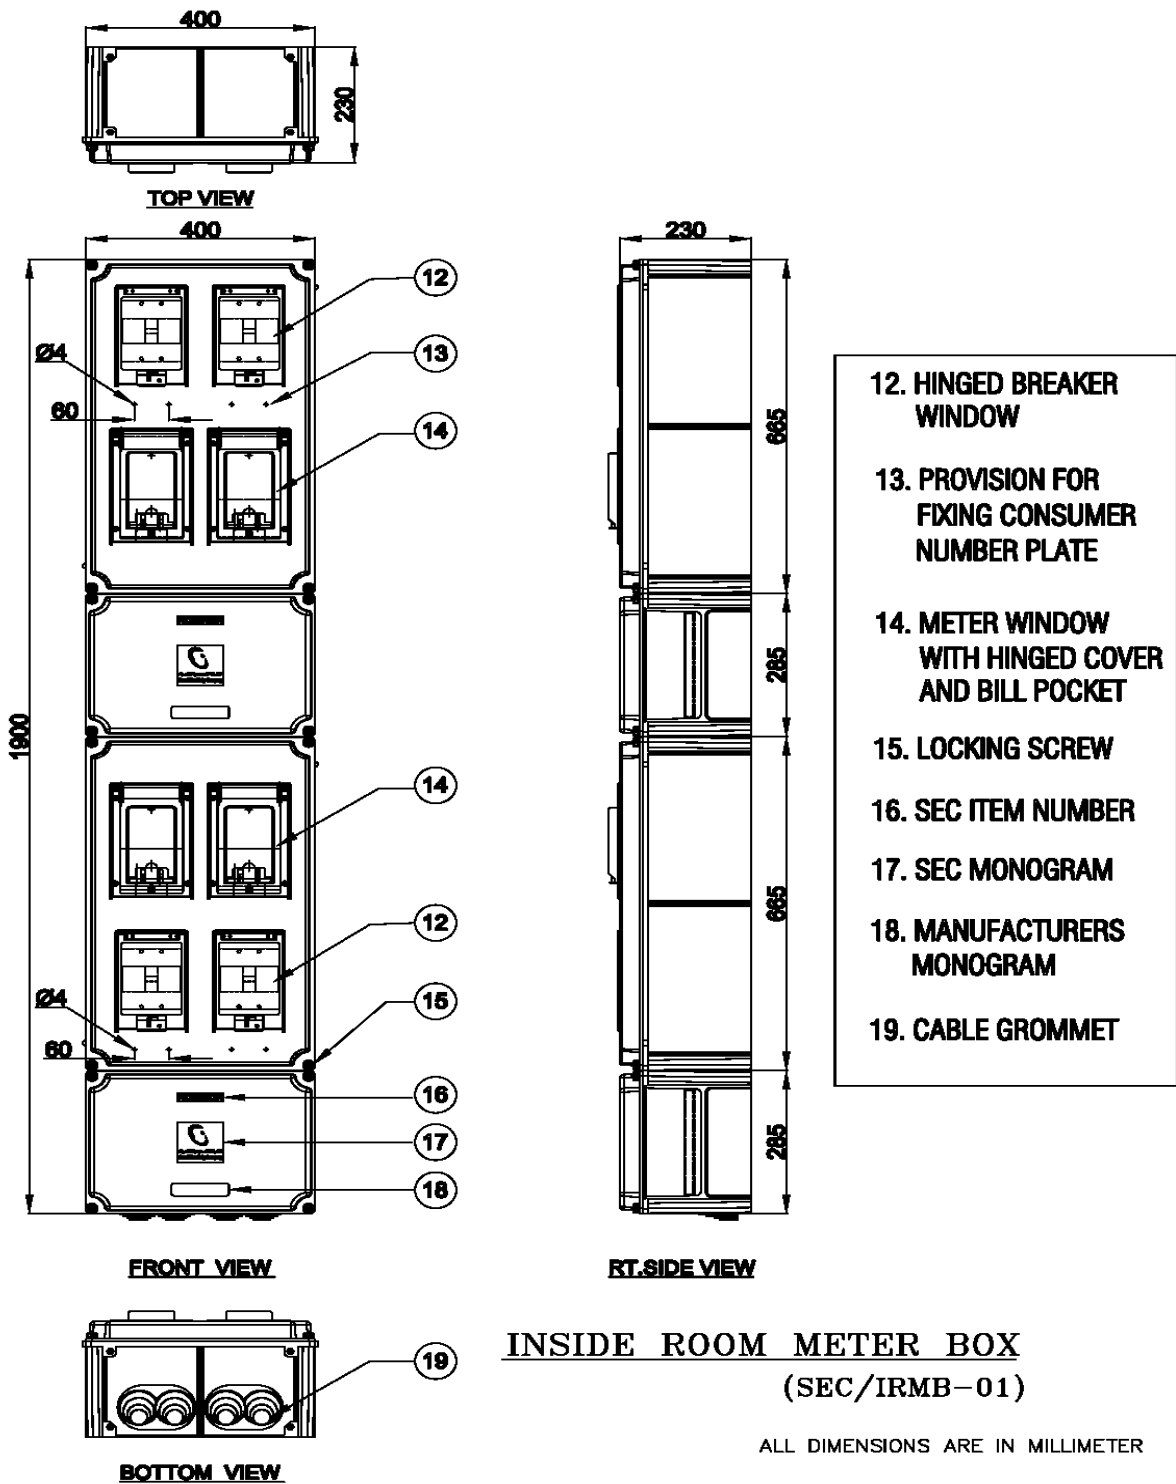 400
230
TOP VIEW
400
230
12
Ø4
13
60
14
665
12. HINGED BREAKER
WINDOW
13. PROVISION FOR
FIXING CONSUMER
NUMBER PLATE
14. METER WINDOW
WITH HINGED COVER
AND BILL POCKET
15. LOCKING SCREW
16. SEC ITEM NUMBER
17. SEC MONOGRAM
18. MANUFACTURERS
MONOGRAM
19. CABLE GROMMET
285
1900
14
665
12
Ø4
15
60
16
17
285
18
FRONT VIEW
RT.SIDE VIEW
19
INSIDE ROOM METER BOX
(SEC/IRMB-01)
ALL DIMENSIONS ARE IN MILLIMETER
BOTTOM VIEW